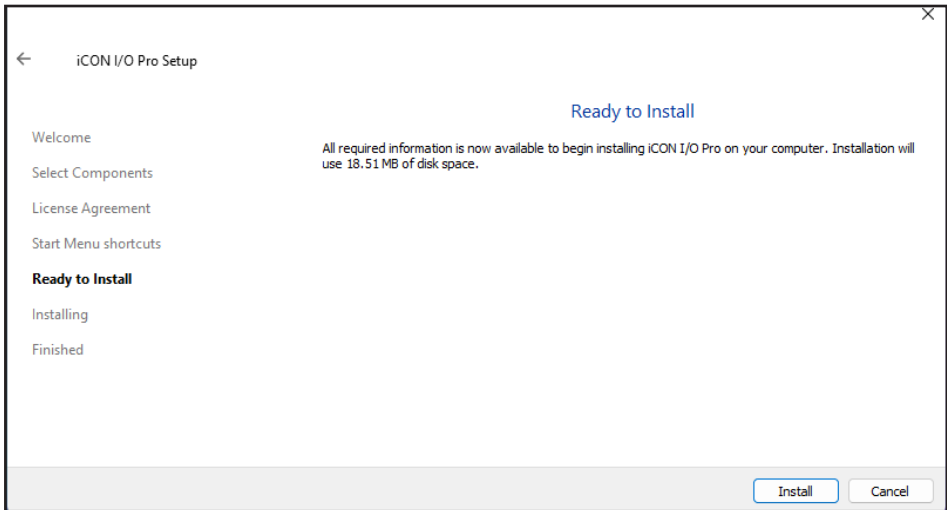 iCON I/O Pro Setup
Welcome
Select Components
License Agreement
Start Menu shortcuts
Ready to Install
Installing
Finished
Ready to Install
All required information is now available to begin installing iCON I/O Pro on your computer. Installation will
use 18.51 MB of disk space.
Install
Cancel